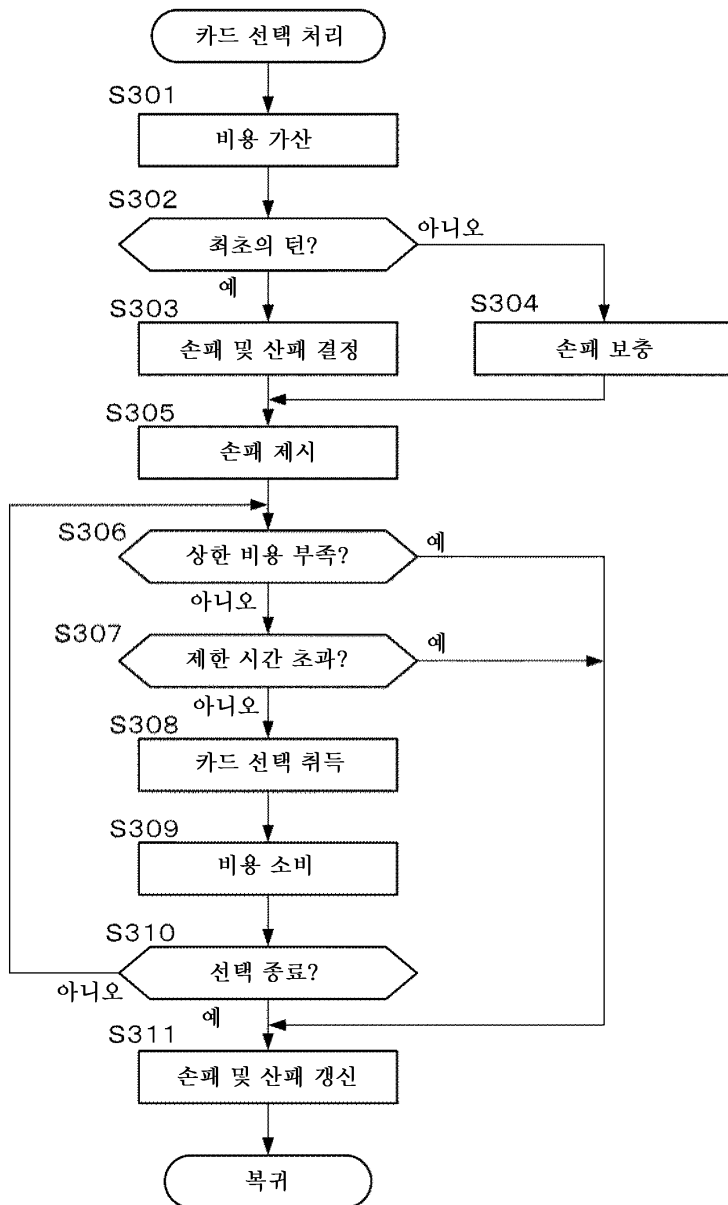 카드 선택 처리
S301
비용 가산
S302
최초의 턴?
아니오
예
S303
손패 및 산패 결정
S304
손패 보충
S305
손패 제시
S306
상한 비용 부족?
예
아니오
S307
제한 시간 초과?
예
아니오
S308
카드 선택 취득
S309
비용 소비
S310
선택 종료?
아니오
예
S311
손패 및 산패 갱신
복귀